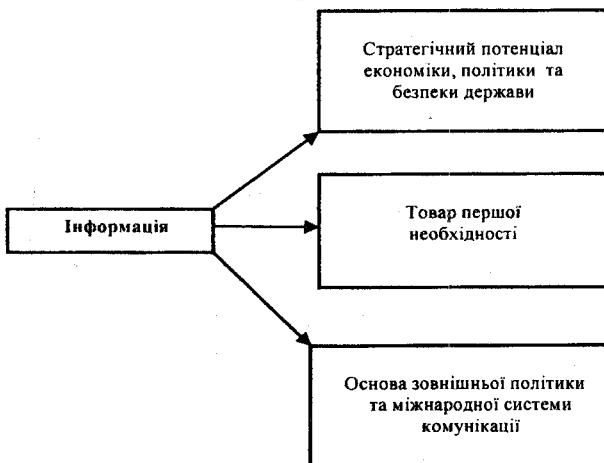 Стратегічний потенціал
економіки, політики та
безпеки держави
Інформація
Товар першої
необхідності
Основа зовнішньої політики
та міжнародної системи
комунікації